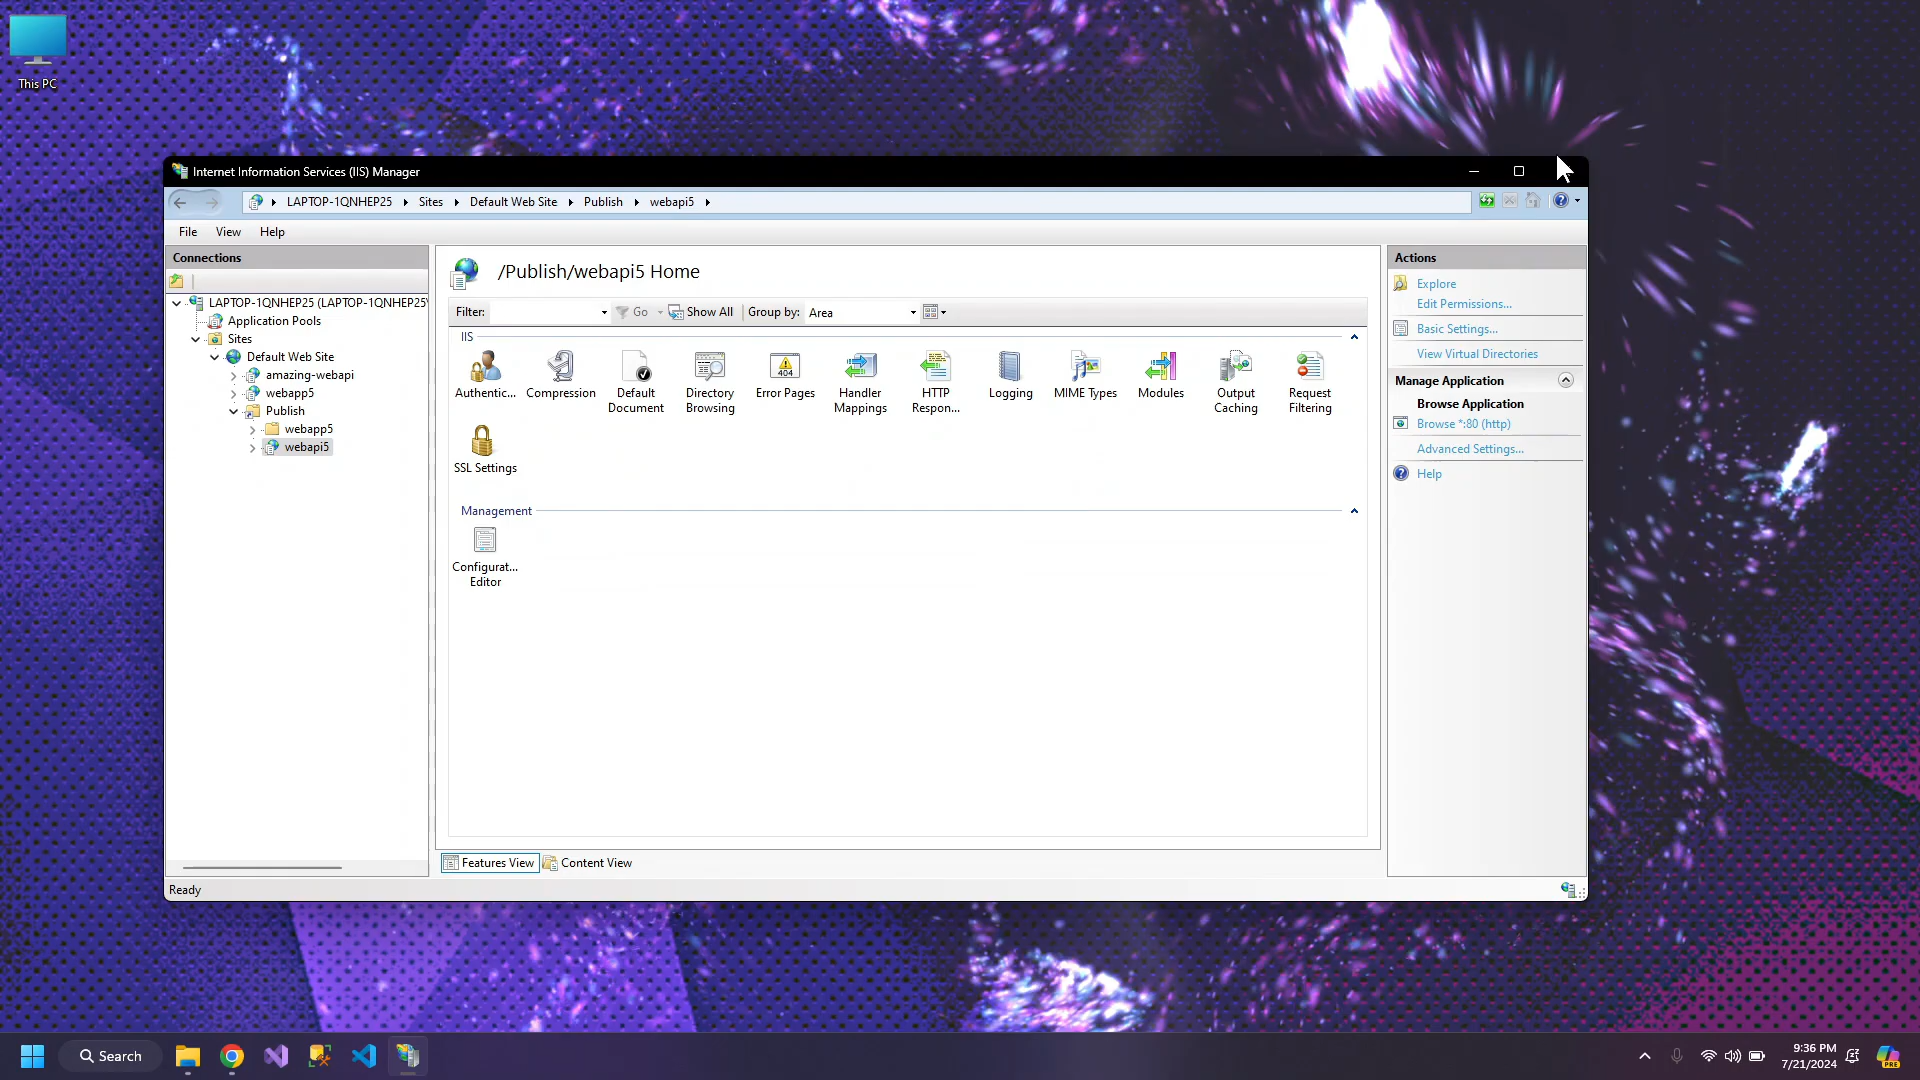 This PC
Internet Information Services (IIS) Manager
LAPTOP-1QNHEP25 Sites Default Web Site Publish webapi5
File View Help
Connections
LAPTOP-1QNHEP25 (LAPTOP-1QNHEP25\
Application Pools
Sites
Default Web Site
amazing-webapi
webapp5
Publish
webapp5
webapi5
/Publish/webapi5 Home
Filter: Go Show All Group by: Area
IIS
Authentic...
Compression
Default
Document
Directory
Browsing
404
Error Pages
Handler
Mappings
HTTP
Respon...
Logging
MIME Types
Modules
Output
Caching
Request
Filtering
SSL Settings
Management
Configurat...
Editor
Features View Content View
Ready
Actions
Explore
Edit Permissions...
Basic Settings...
View Virtual Directories
Manage Application
Browse Application
Browse *:80 (http)
Advanced Settings...
Help
Search
9:36 PM
7/21/2024
PRE